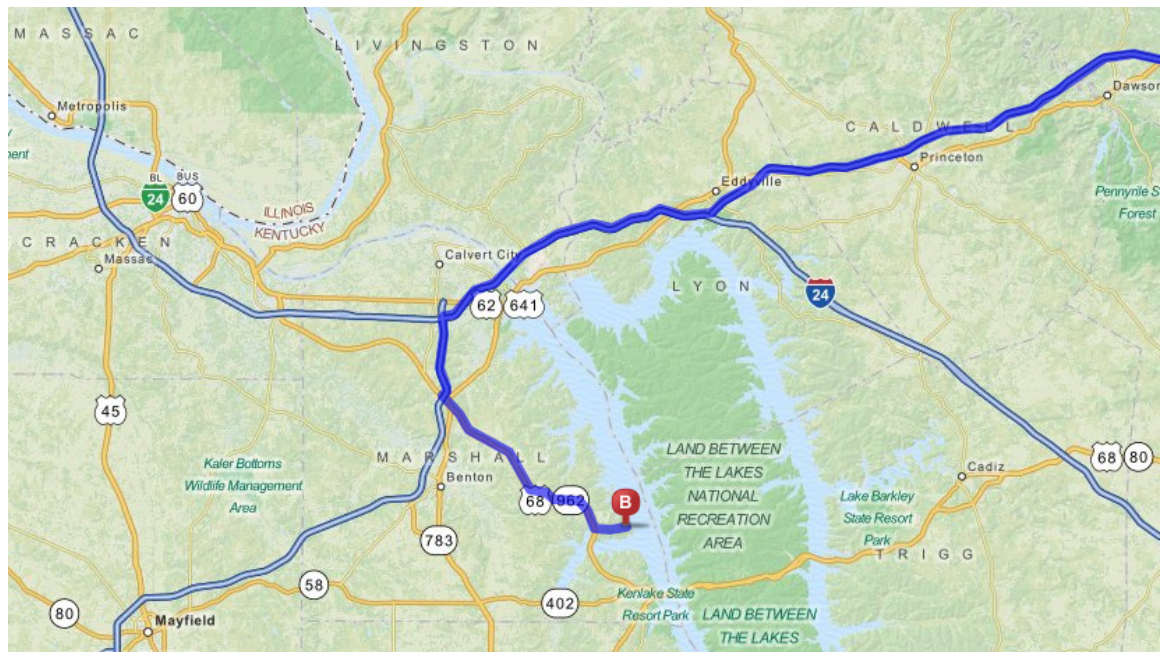 MASSAC
LIVINGSTON
Metropolis
Dawson
CALDWELL
Princeton
ment
BL
24
BUS
60
Eddyville
Pennyrile S
Forest
ILLINOIS
KENTUCKY
CRACKEN
Massac
Calvert City
LYON
24
62
641
45
Kaler Bottoms
Wildlife Management
Area
MARSHALL
Benton
LAND BETWEEN
THE LAKES
NATIONAL
RECREATION
AREA
68
80
Cadiz
68
962
B
Lake Barkley
State Resort
Park
783
TRIGG
58
402
Kenlake State
Resort Park
80
Mayfield
LAND BETWEEN
THE LAKES